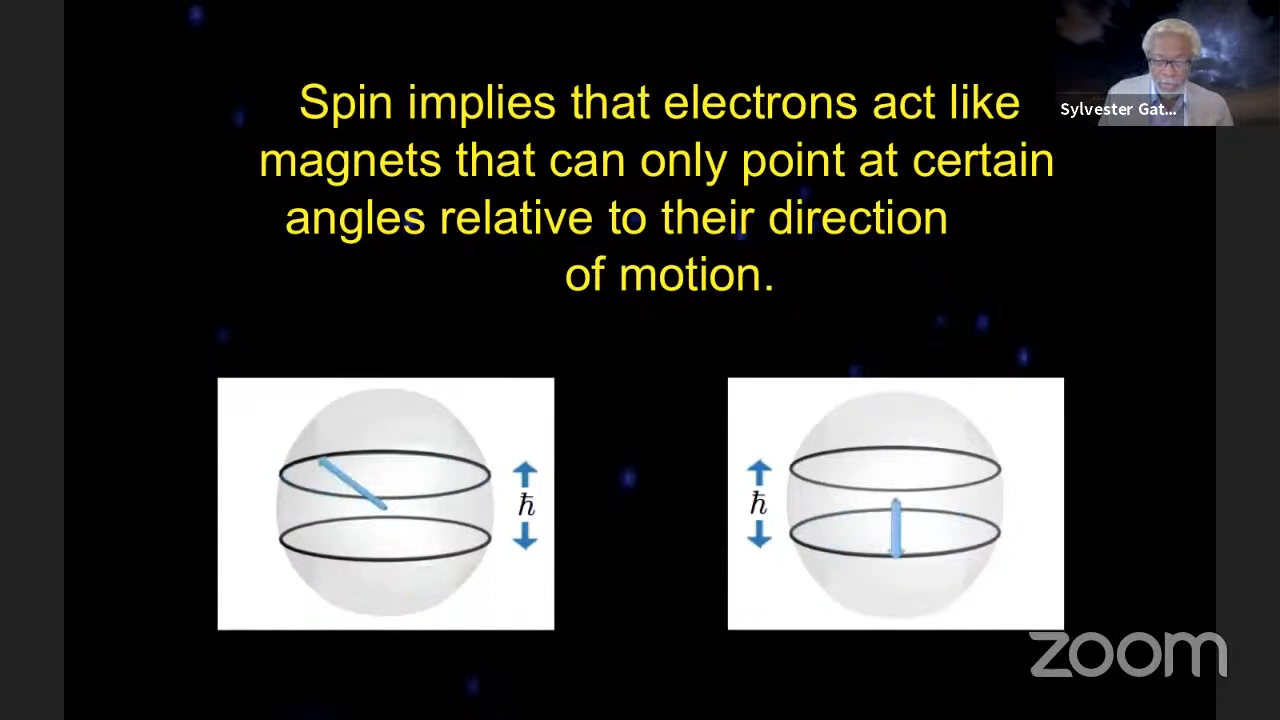 Spin implies that electrons act like
magnets that can only point at certain
angles relative to their direction
of motion.
Sylvester Gat...
ħ
ħ
zoom